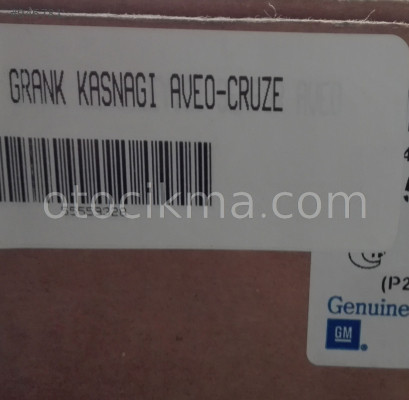 GRANK KASNAGI AVEO-CRUZE
otocikma.com
(P2
Genuine
GM